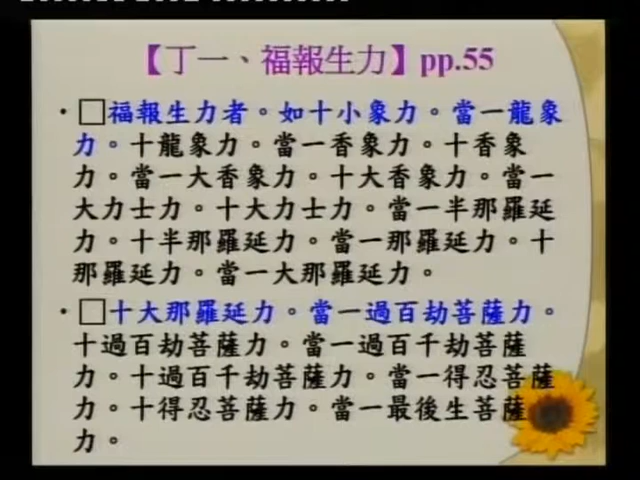 【丁一、福報生力】pp.55
• □福報生力者。如十小象力。當一龍象
力。十龍象力。當一香象力。十香象
力。當一大香象力。十大香象力。當一
大力士力。十大力士力。當一半那羅延
力。十半那羅延力。當一那羅延力。十
那羅延力。當一大那羅延力。
• □十大那羅延力。當一過百劫菩薩力。
十過百劫菩薩力。當一過百千劫菩薩
力。十過百千劫菩薩力。當一得忍菩薩
力。十得忍菩薩力。當一最後生菩薩
力。